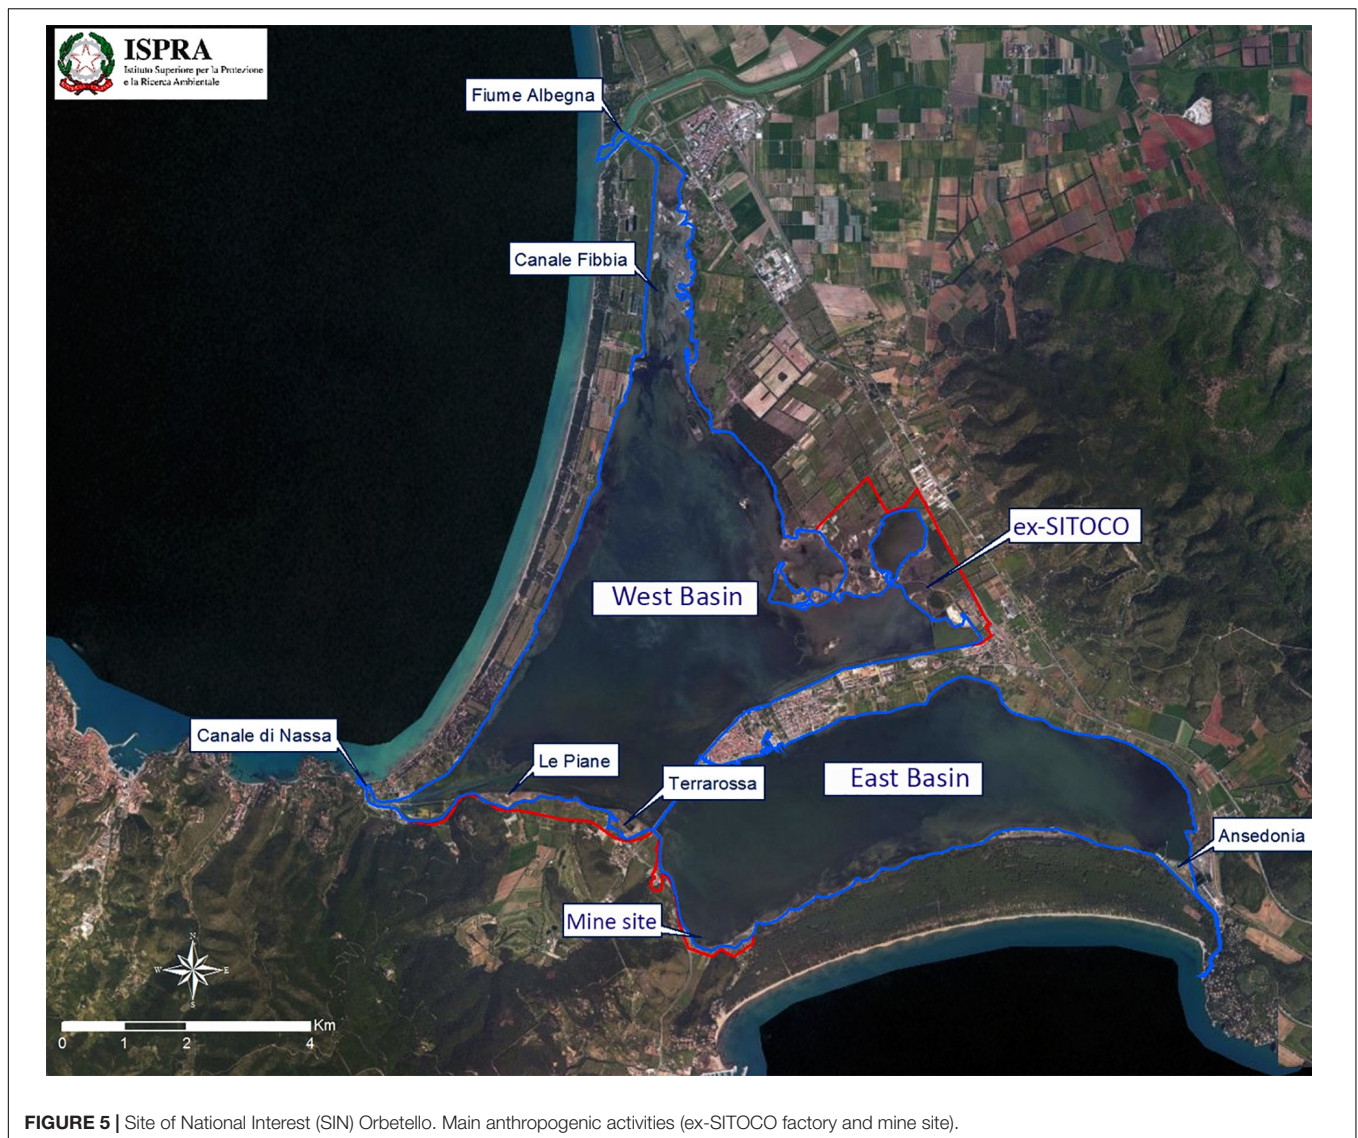 ISPRA
Istituto Superiore per la Protezione
e la Ricerca Ambientale
Fiume Albegna
Canale Fibbia
ex-SITOCO
West Basin
Canale di Nassa
Le Piane
Terrarossa
East Basin
Ansedonia
Mine site
N
W E
S
Km
0 1 2 4
FIGURE 5 | Site of National Interest (SIN) Orbetello. Main anthropogenic activities (ex-SITOCO factory and mine site).